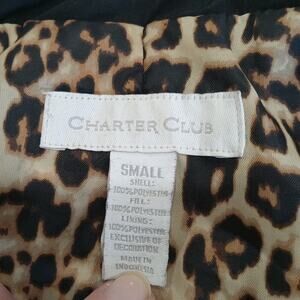 CHARTER CLUB
SMALL
SHELL:
100%POLYESTER
FILL:
100%POLYESTER
LINING:
100%POLYESTER
EXCLUSIVE OF
DECORATION
MADE IN
INDONESIA